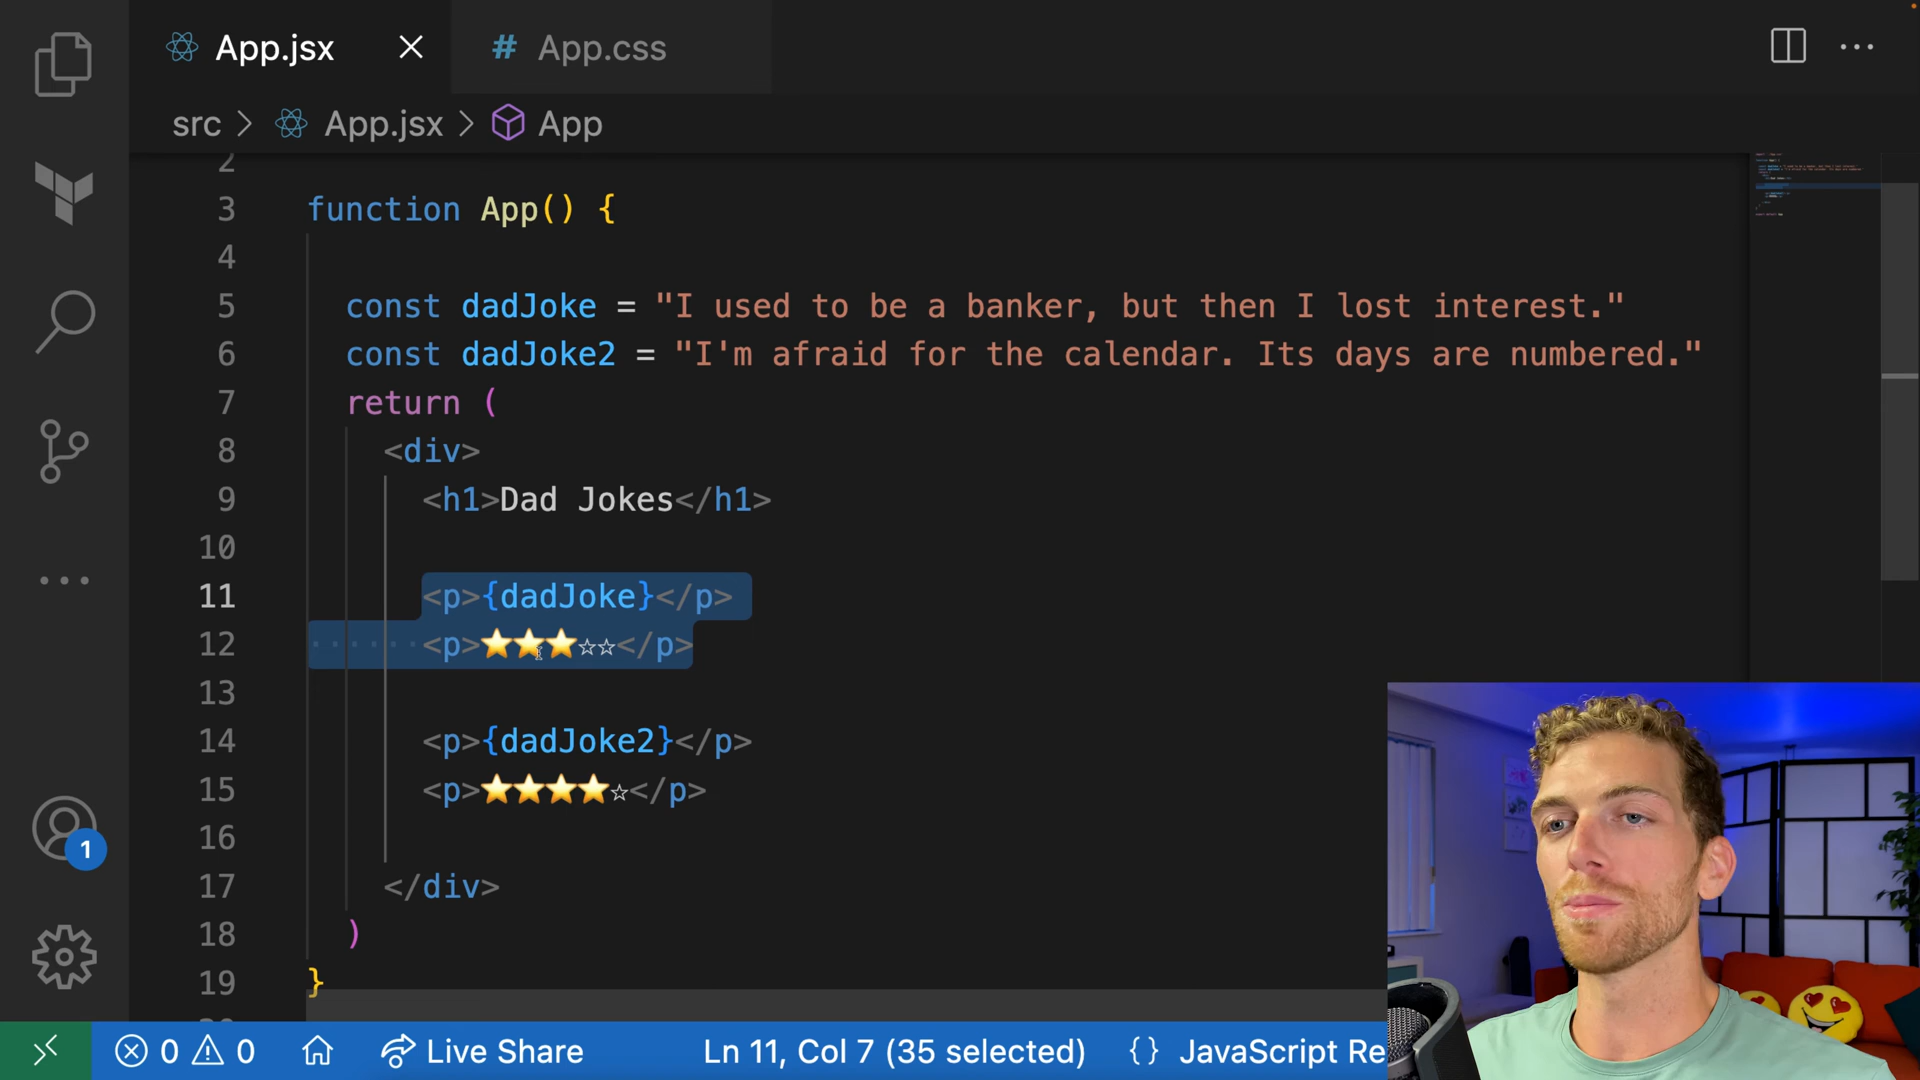 App.jsx
# App.css
src > App.jsx > App
2
3 function App() {
4
5 const dadJoke = "I used to be a banker, but then I lost interest."
6 const dadJoke2 = "I'm afraid for the calendar. Its days are numbered."
7 return (
8 <div>
9 <h1>Dad Jokes</h1>
10
11 <p>{dadJoke}</p>
12 <p>⭐⭐⭐☆☆</p>
13
14 <p>{dadJoke2}</p>
15 <p>⭐⭐⭐⭐☆</p>
16
17 </div>
18 )
19 }
1
0 0 Live Share Ln 11, Col 7 (35 selected) {} JavaScript Re